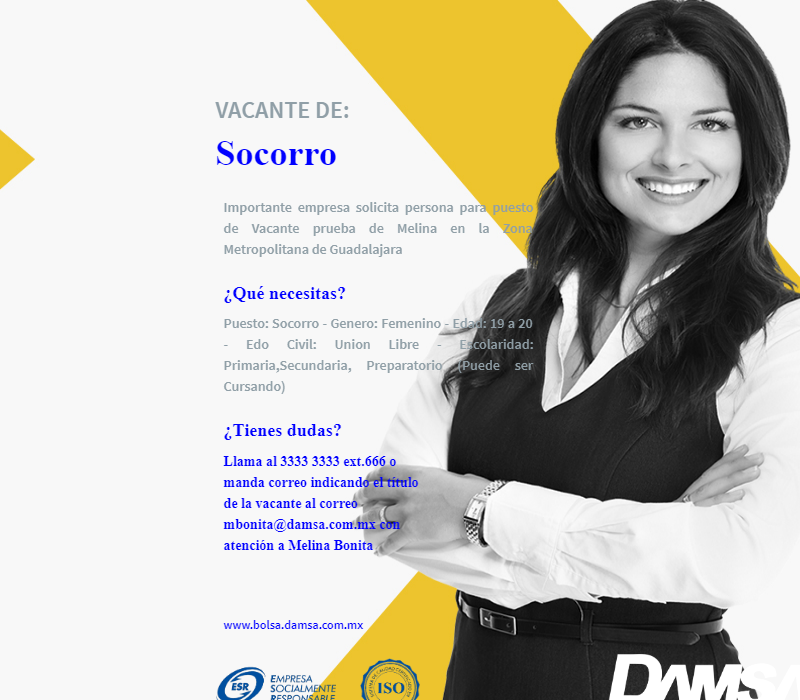 VACANTE DE:
Socorro
Importante empresa solicita persona para puesto
de Vacante prueba de Melina en la Zona
Metropolitana de Guadalajara
¿Qué necesitas?
Puesto: Socorro - Genero: Femenino - Edad: 19 a 20
- Edo Civil: Union Libre - Escolaridad:
Primaria,Secundaria, Preparatorio (Puede ser
Cursando)
¿Tienes dudas?
Llama al 3333 3333 ext.666 o
manda correo indicando el título
de la vacante al correo
mbonita@damsa.com.mx con
atención a Melina Bonita
www.bolsa.damsa.com.mx
ESR EMPRESA
SOCIALMENTE
RESPONSABLE
ISO
DAMSA